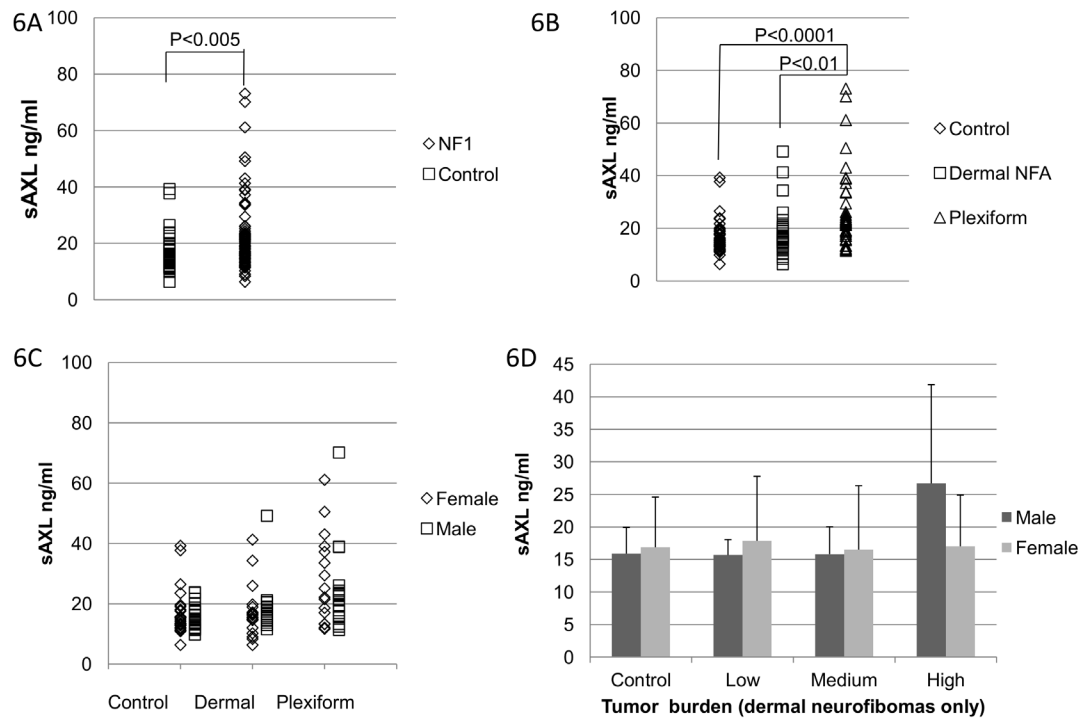 6A
P<0.005
100
80
60
40
20
0
sAXL ng/ml
NF1
Control
6B
P<0.0001
P<0.01
100
80
60
40
20
0
sAXL ng/ml
Control
Dermal NFA
Plexiform
6C
100
80
60
40
20
0
sAXL ng/ml
Female
Male
Control Dermal Plexiform
6D
45
40
35
30
25
20
15
10
5
0
sAXL ng/ml
Male
Female
Control Low Medium High
Tumor burden (dermal neurofibomas only)